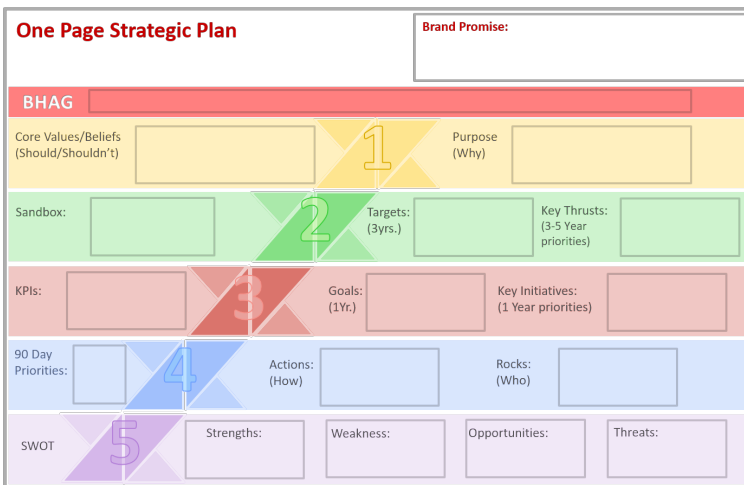 One Page Strategic Plan
Brand Promise:
BHAG
Core Values/Beliefs
(Should/Shouldn't)
1
Purpose
(Why)
Sandbox:
2
Targets:
(3yrs.)
Key Thrusts:
(3-5 Year
priorities)
KPIs:
3
Goals:
(1Yr.)
Key Initiatives:
(1 Year priorities)
90 Day
Priorities:
4
Actions:
(How)
Rocks:
(Who)
SWOT
5
Strengths:
Weakness:
Opportunities:
Threats: